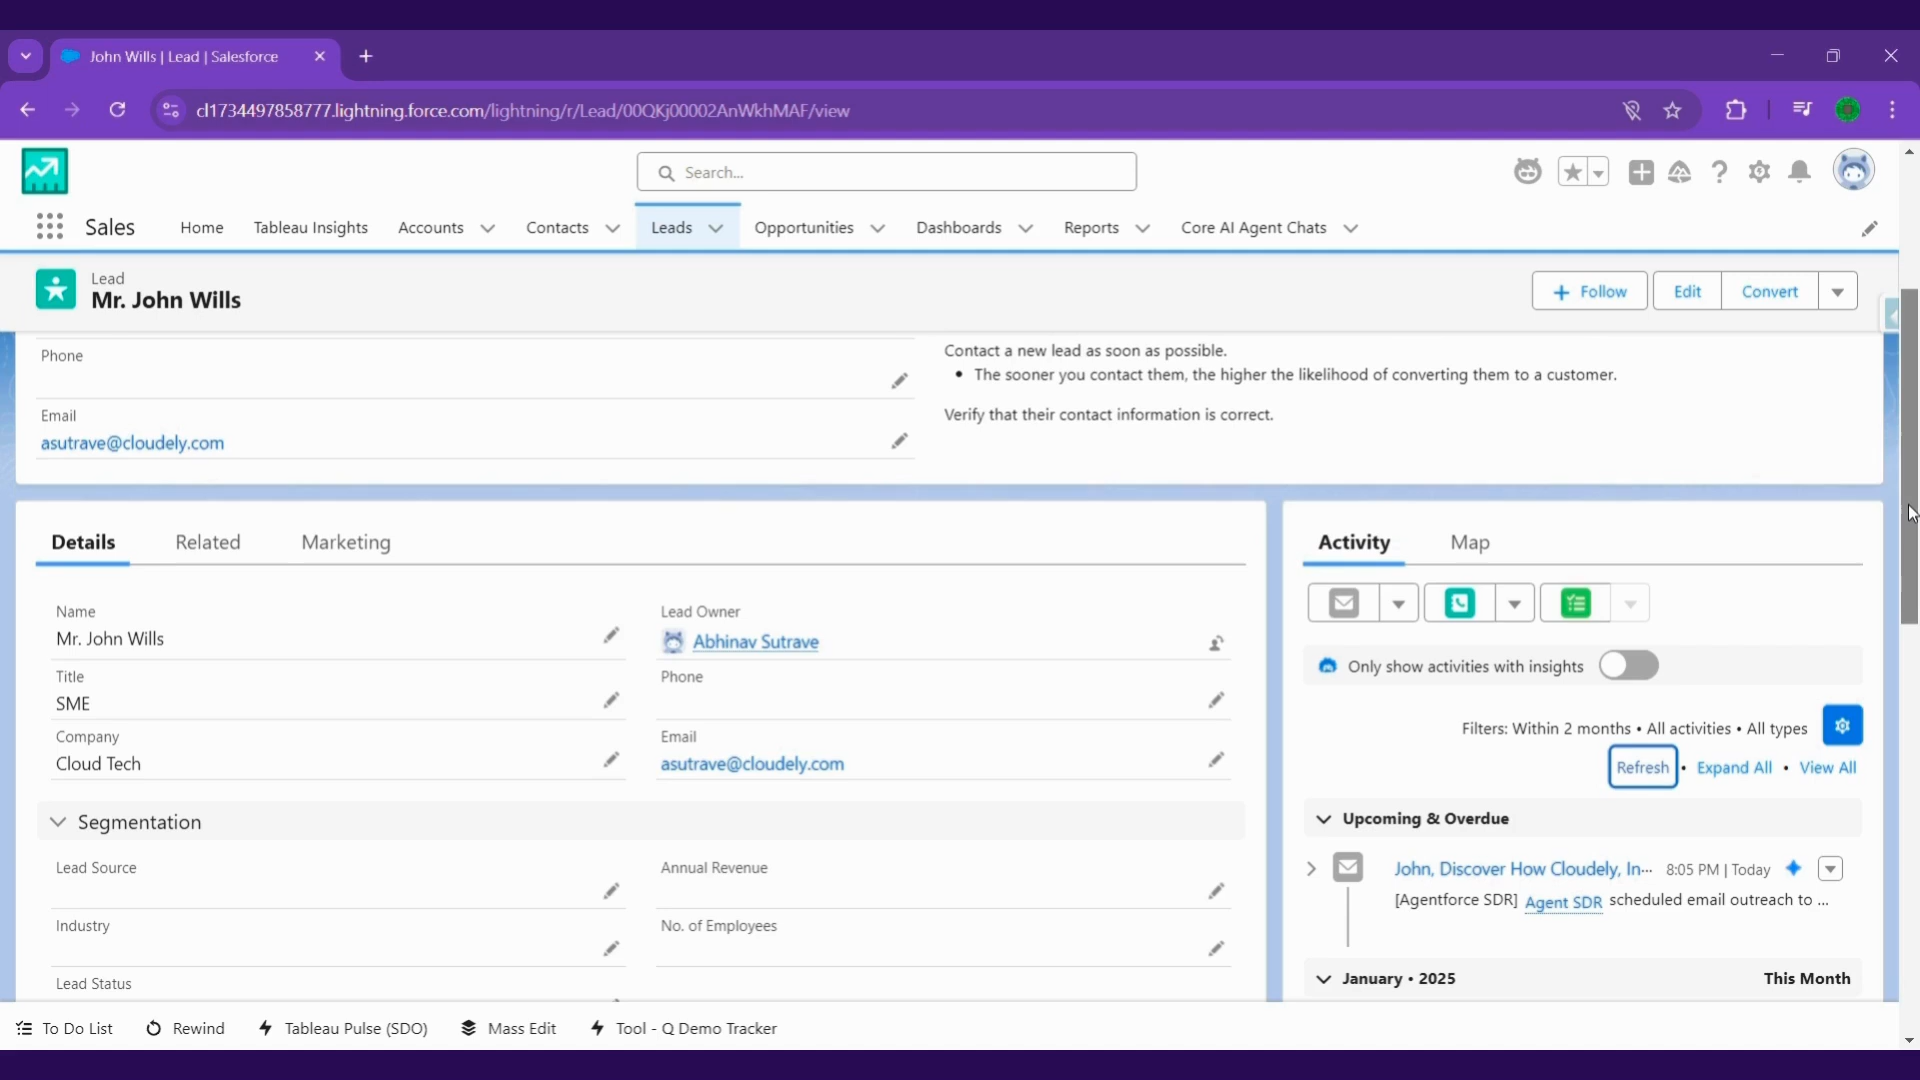 John Wills | Lead | Salesforce
cl1734497858777.lightning.force.com/lightning/r/Lead/00QKj00002AnWkhMAF/view
Search...
Sales
Home
Tableau Insights
Accounts
Contacts
Leads
Opportunities
Dashboards
Reports
Core AI Agent Chats
Lead
Mr. John Wills
+ Follow
Edit
Convert
Phone
Email
asutrave@cloudely.com
Contact a new lead as soon as possible.
• The sooner you contact them, the higher the likelihood of converting them to a customer.
Verify that their contact information is correct.
Details
Related
Marketing
Name
Mr. John Wills
Lead Owner
Abhinav Sutrave
Title
SME
Phone
Company
Cloud Tech
Email
asutrave@cloudely.com
Segmentation
Lead Source
Annual Revenue
Industry
No. of Employees
Lead Status
Activity
Map
Only show activities with insights
Filters: Within 2 months • All activities • All types
Refresh • Expand All • View All
Upcoming & Overdue
John, Discover How Cloudely, In... 8:05 PM | Today
[Agentforce SDR] Agent SDR scheduled email outreach to ...
January • 2025
This Month
To Do List
Rewind
Tableau Pulse (SDO)
Mass Edit
Tool - Q Demo Tracker